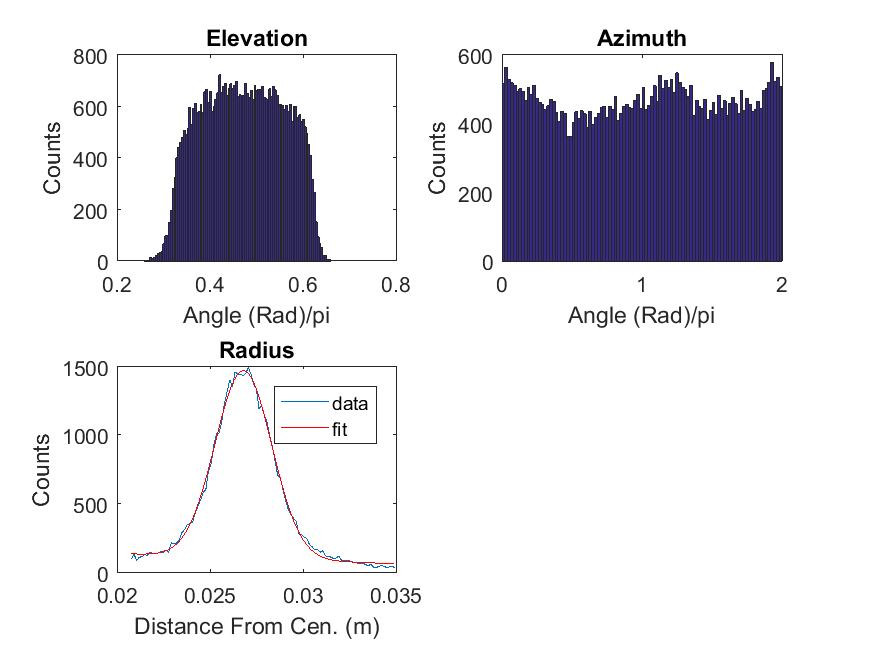 Elevation
800
600
400
200
0
Counts
0.2 0.4 0.6 0.8
Angle (Rad)/pi
Azimuth
600
400
200
0
Counts
0 1 2
Angle (Rad)/pi
Radius
1500
1000
500
0
Counts
data
fit
0.02 0.025 0.03 0.035
Distance From Cen. (m)